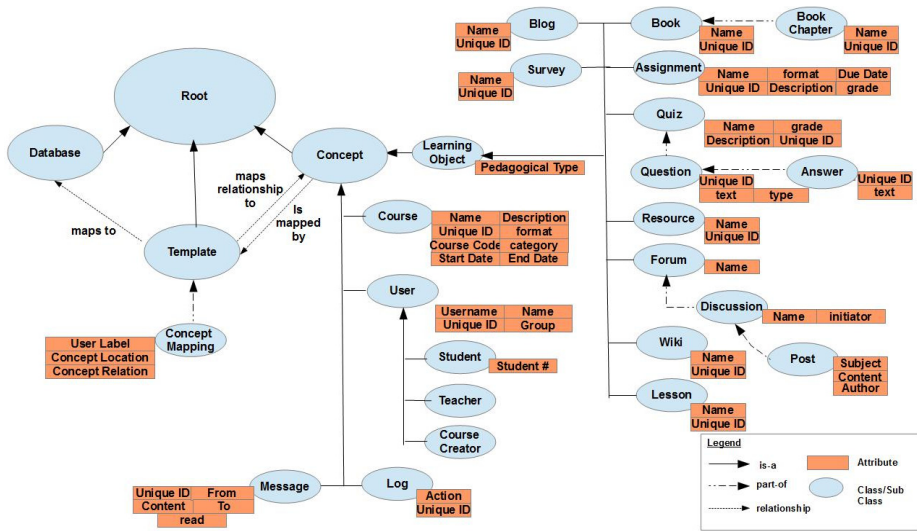 Root
Database
Concept
Learning
Object
Pedagogical Type
maps
relationship
to
Is
mapped
by
maps to
Template
Concept
Mapping
User Label
Concept Location
Concept Relation
Course
Name Description
Unique ID format
Course Code category
Start Date End Date
User
Username Name
Unique ID Group
Student
Student #
Teacher
Course
Creator
Message
Unique ID From
Content To
read
Log
Action
Unique ID
Blog
Name
Unique ID
Survey
Name
Unique ID
Book
Name
Unique ID
Book
Chapter
Name
Unique ID
Assignment
Name format Due Date
Unique ID Description grade
Quiz
Name grade
Description Unique ID
Question
Unique ID
text type
Answer
Unique ID
text
Resource
Name
Unique ID
Forum
Name
Discussion
Name initiator
Wiki
Name
Unique ID
Post
Subject
Content
Author
Lesson
Name
Unique ID
Legend
is-a
part-of
relationship
Attribute
Class/Sub
Class